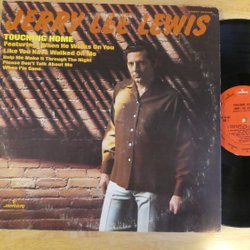 JERRY LEE LEWIS
TOUCHING HOME
Featuring: When He Walks On You
Like You Have Walked On Me
Help Me Make It Through The Night
Please Don't Talk About Me
When I'm Gone
mercury